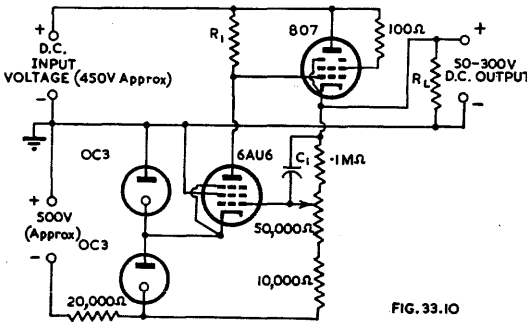 +
D.C.
INPUT
VOLTAGE (450V Approx)
-
R₁
807
100Ω
+
50-300V
D.C. OUTPUT
R_L
-
OC3
6AU6
C₁
·1MΩ
+
500V
(Approx)
-
OC3
50,000Ω
10,000Ω
20,000Ω
FIG. 33.10